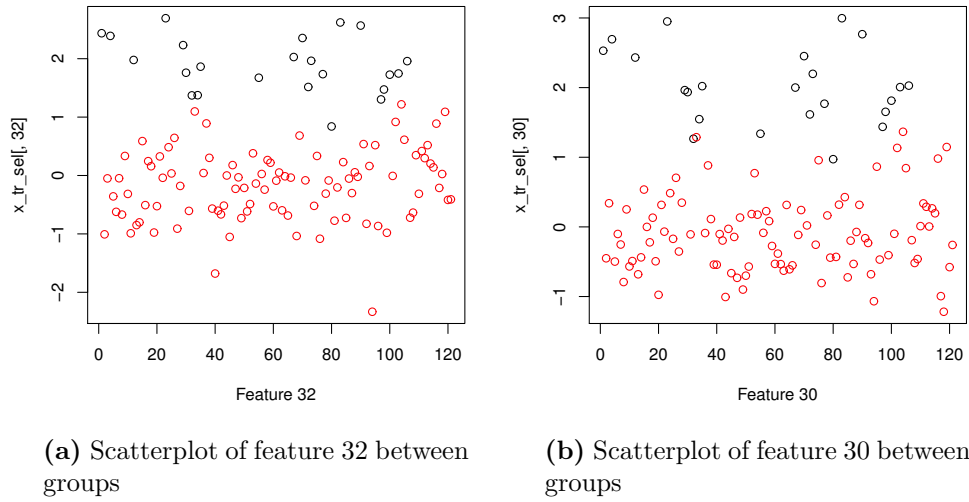 x_tr_sel[, 32]
2
1
0
−1
−2
0 20 40 60 80 100 120
Feature 32
x_tr_sel[, 30]
3
2
1
0
−1
0 20 40 60 80 100 120
Feature 30
(a) Scatterplot of feature 32 between
groups
(b) Scatterplot of feature 30 between
groups